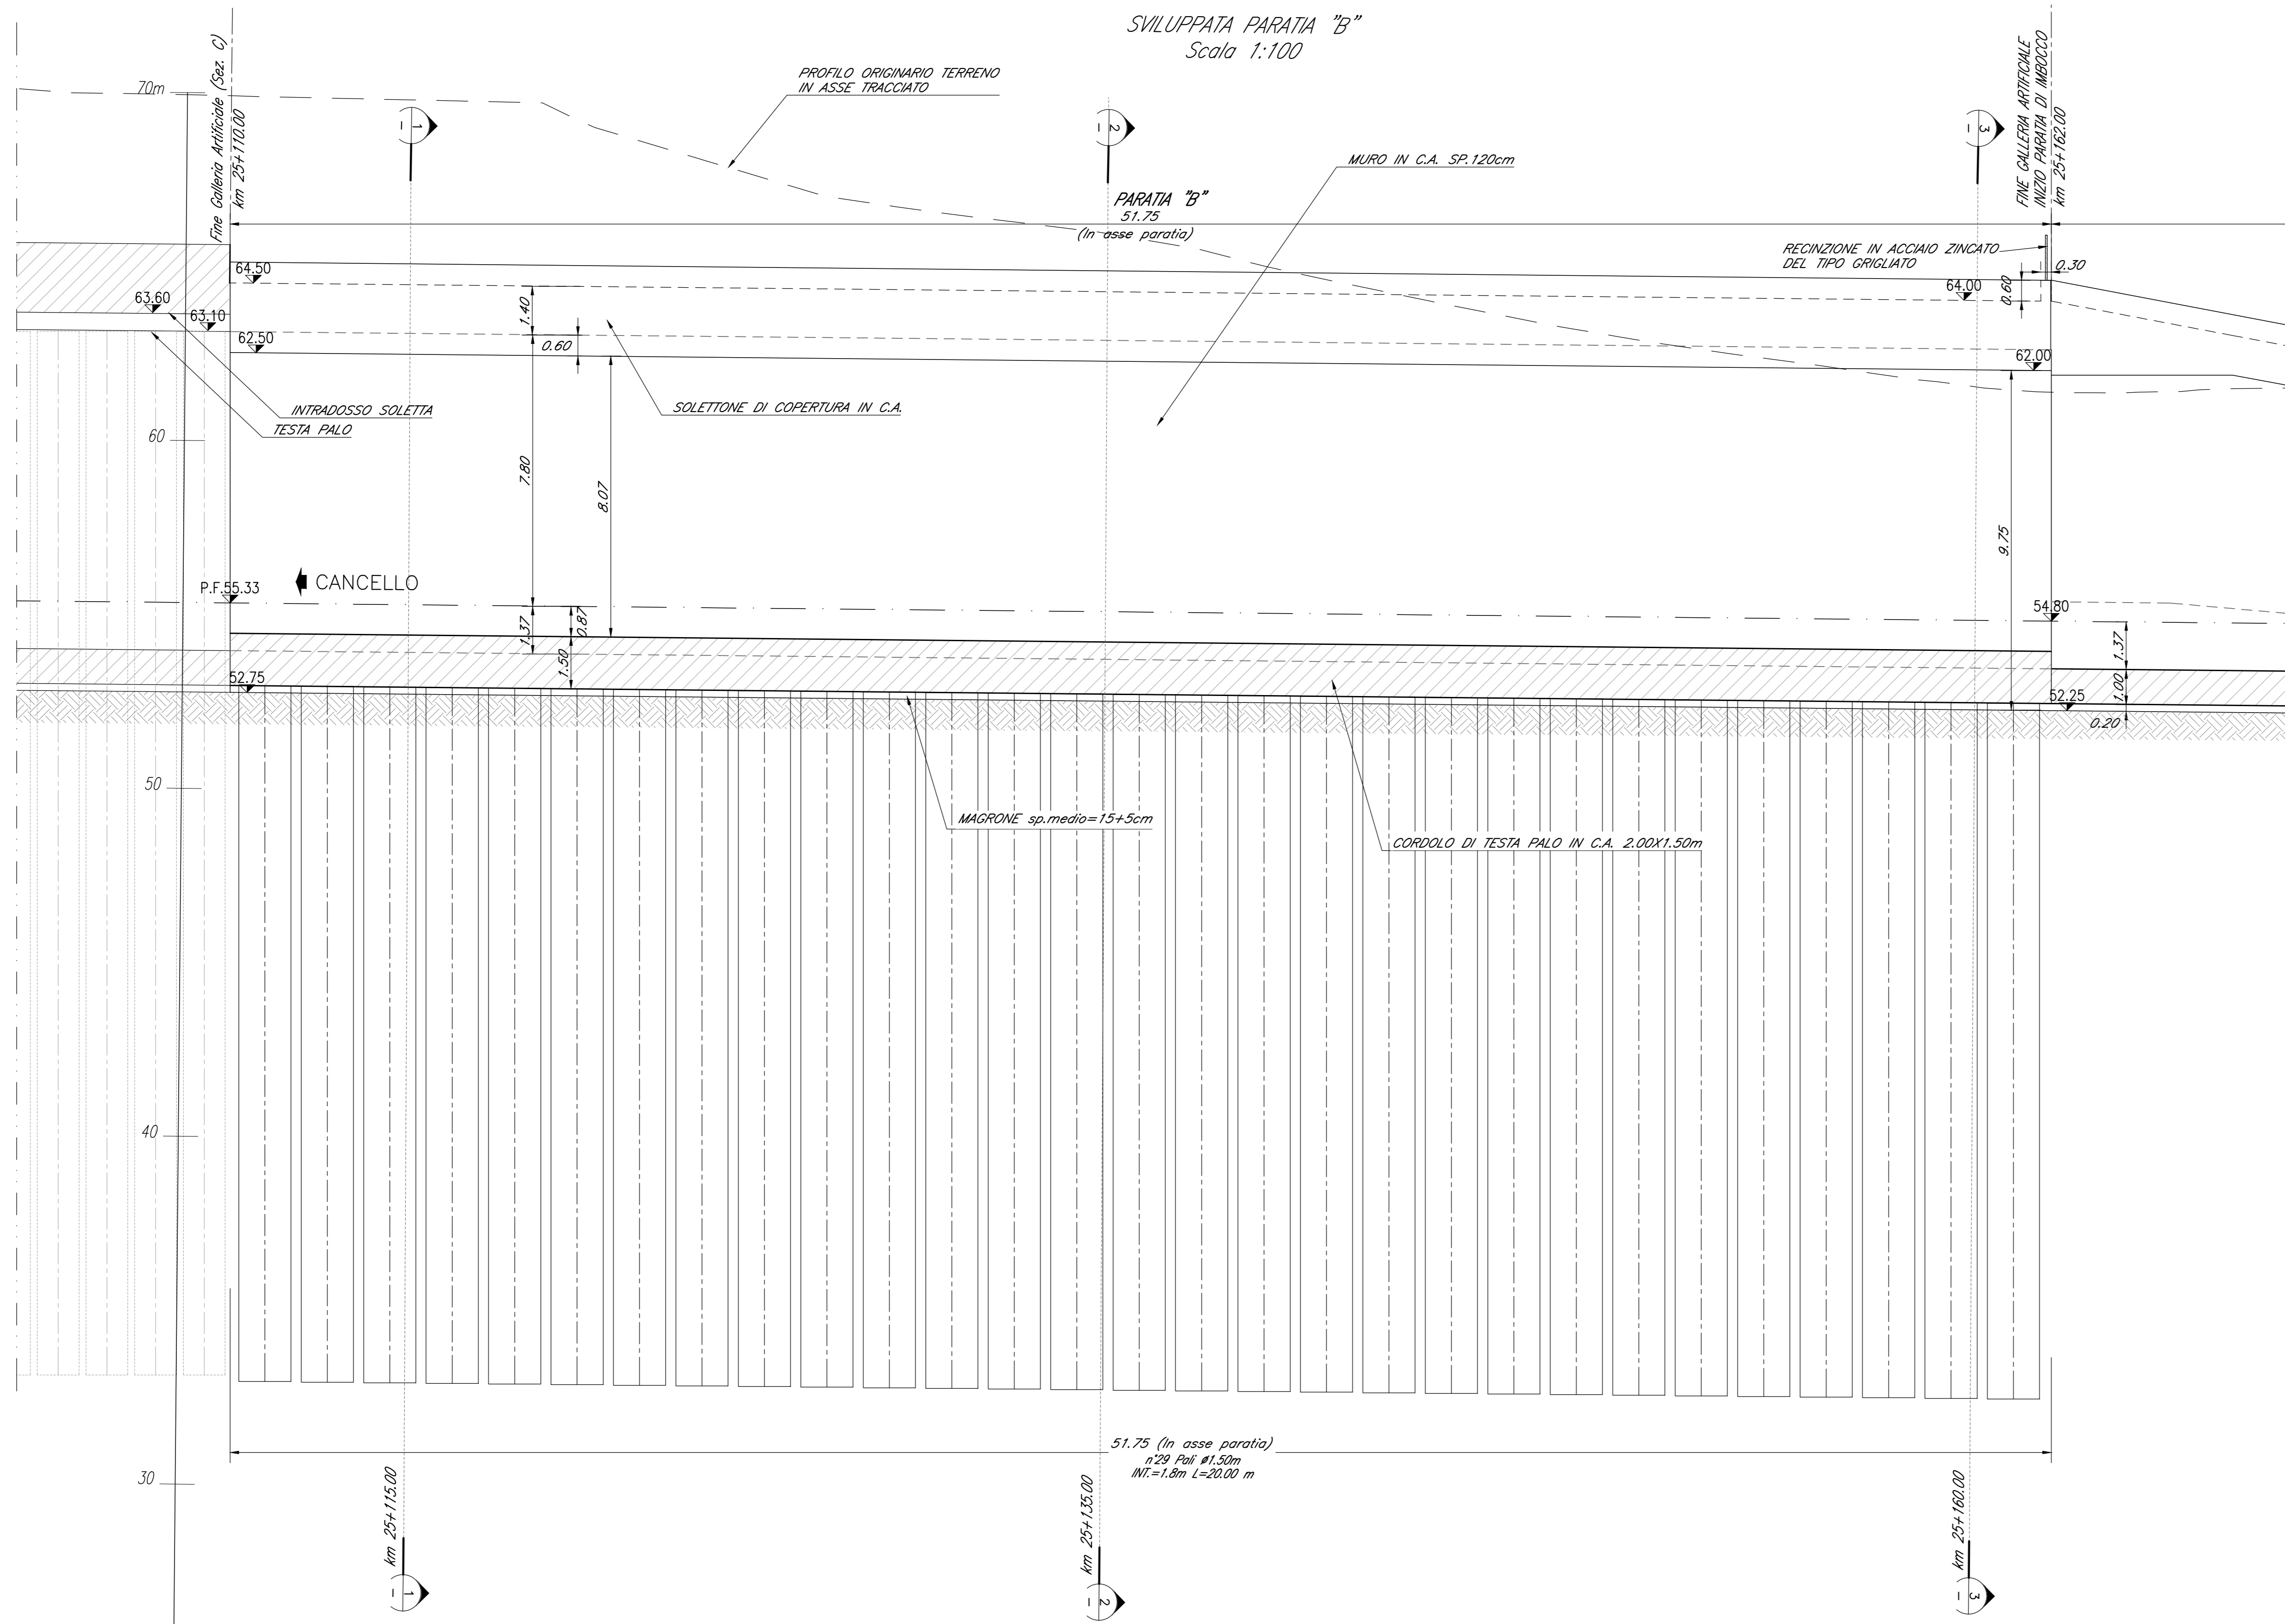 SVILUPPATA PARATIA "B"
Scala 1:100
Fine Galleria Artificiale (Sez. C)
km 25+110.00
FINE GALLERIA ARTIFICIALE
INIZIO PARATIA DI IMBOCCO
km 25+162.00
PROFILO ORIGINARIO TERRENO
IN ASSE TRACCIATO
70m
1
-
2
-
3
-
MURO IN C.A. SP.120cm
PARATIA "B"
51.75
(In asse paratia)
RECINZIONE IN ACCIAIO ZINCATO
DEL TIPO GRIGLIATO
0.30
0.60
64.50
64.00
63.60
63.10
62.50
1.40
0.60
62.00
INTRADOSSO SOLETTA
TESTA PALO
SOLETTONE DI COPERTURA IN C.A.
60
7.80
8.07
9.75
P.F.55.33
CANCELLO
54.80
1.37
0.87
1.50
1.37
1.00
0.20
52.75
52.25
50
MAGRONE sp.medio=15+5cm
CORDOLO DI TESTA PALO IN C.A. 2.00X1.50m
40
30
51.75 (In asse paratia)
n°29 Pali ø1.50m
INT.=1.8m L=20.00 m
km 25+115.00
km 25+135.00
km 25+160.00
1
-
2
-
3
-